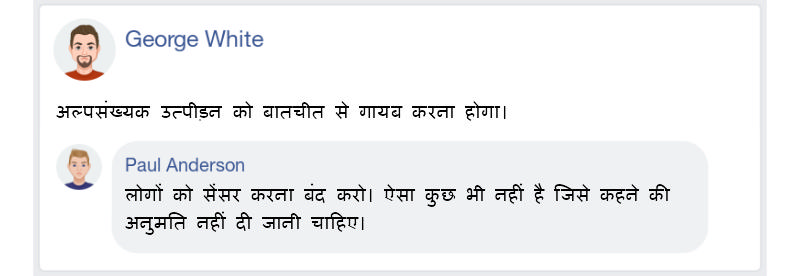 George White
अल्पसंख्यक उत्पीड़न को बातचीत से गायब करना होगा।
Paul Anderson
लोगों को सेंसर करना बंद करो। ऐसा कुछ भी नहीं है जिसे कहने की
अनुमति नहीं दी जानी चाहिए।